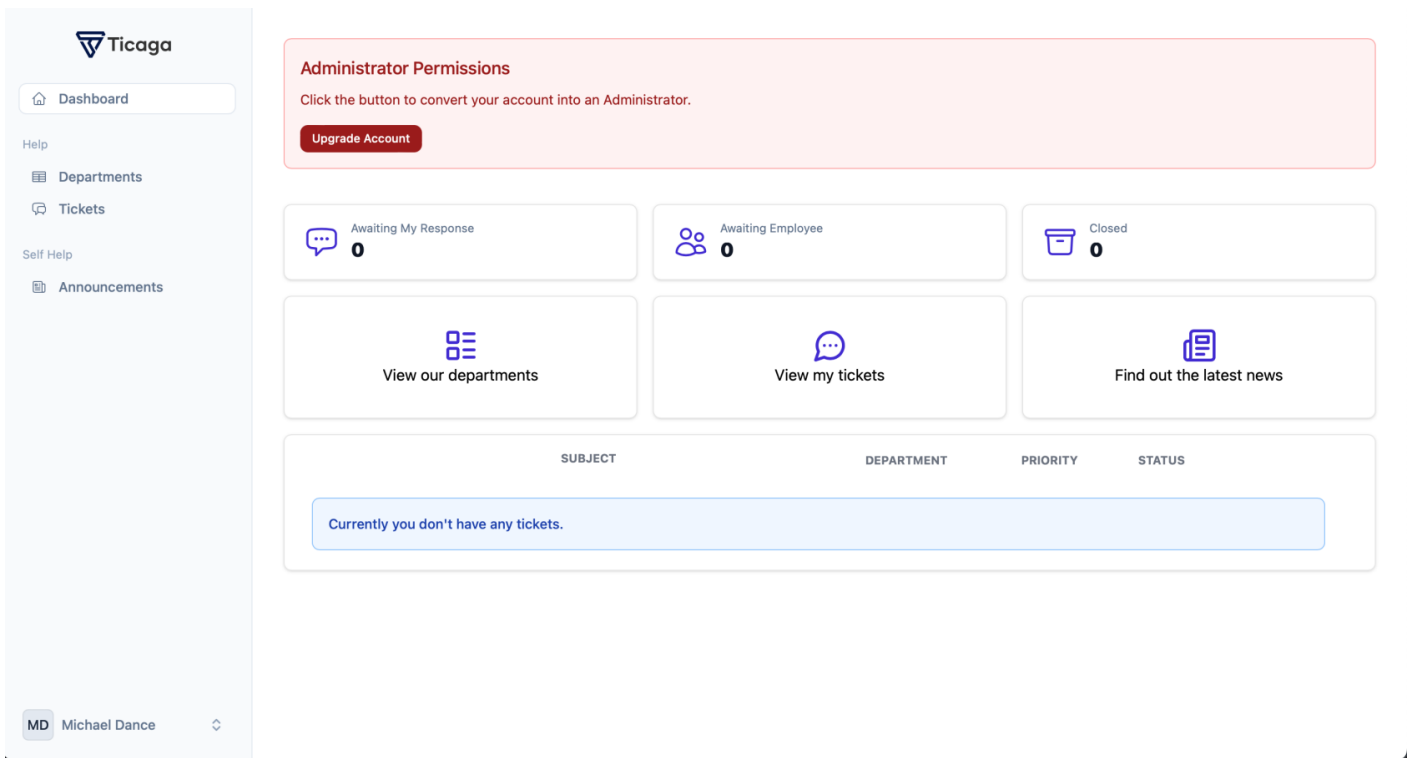 Ticaga
Dashboard
Help
Departments
Tickets
Self Help
Announcements
MD Michael Dance
Administrator Permissions
Click the button to convert your account into an Administrator.
Upgrade Account
Awaiting My Response
0
Awaiting Employee
0
Closed
0
View our departments
View my tickets
Find out the latest news
SUBJECT DEPARTMENT PRIORITY STATUS
Currently you don't have any tickets.